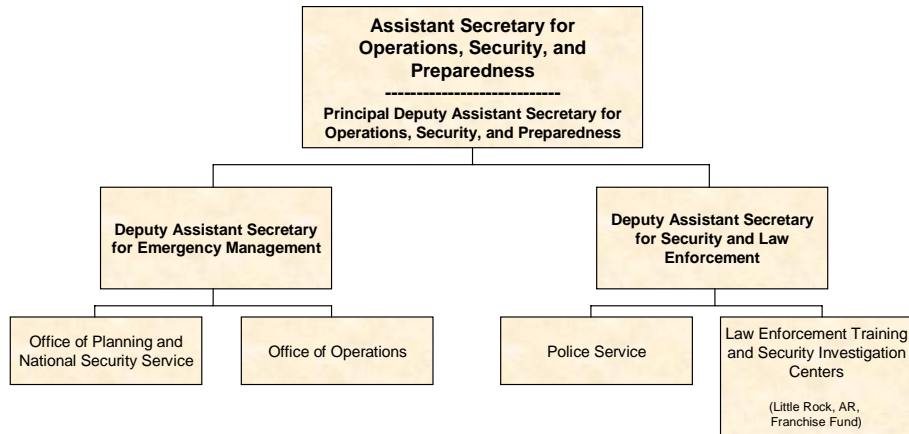 Assistant Secretary for
Operations, Security, and
Preparedness
----------------------------
Principal Deputy Assistant Secretary for
Operations, Security, and Preparedness
Deputy Assistant Secretary
for Emergency Management
Deputy Assistant Secretary
for Security and Law
Enforcement
Office of Planning and
National Security Service
Office of Operations
Police Service
Law Enforcement Training
and Security Investigation
Centers
(Little Rock, AR,
Franchise Fund)